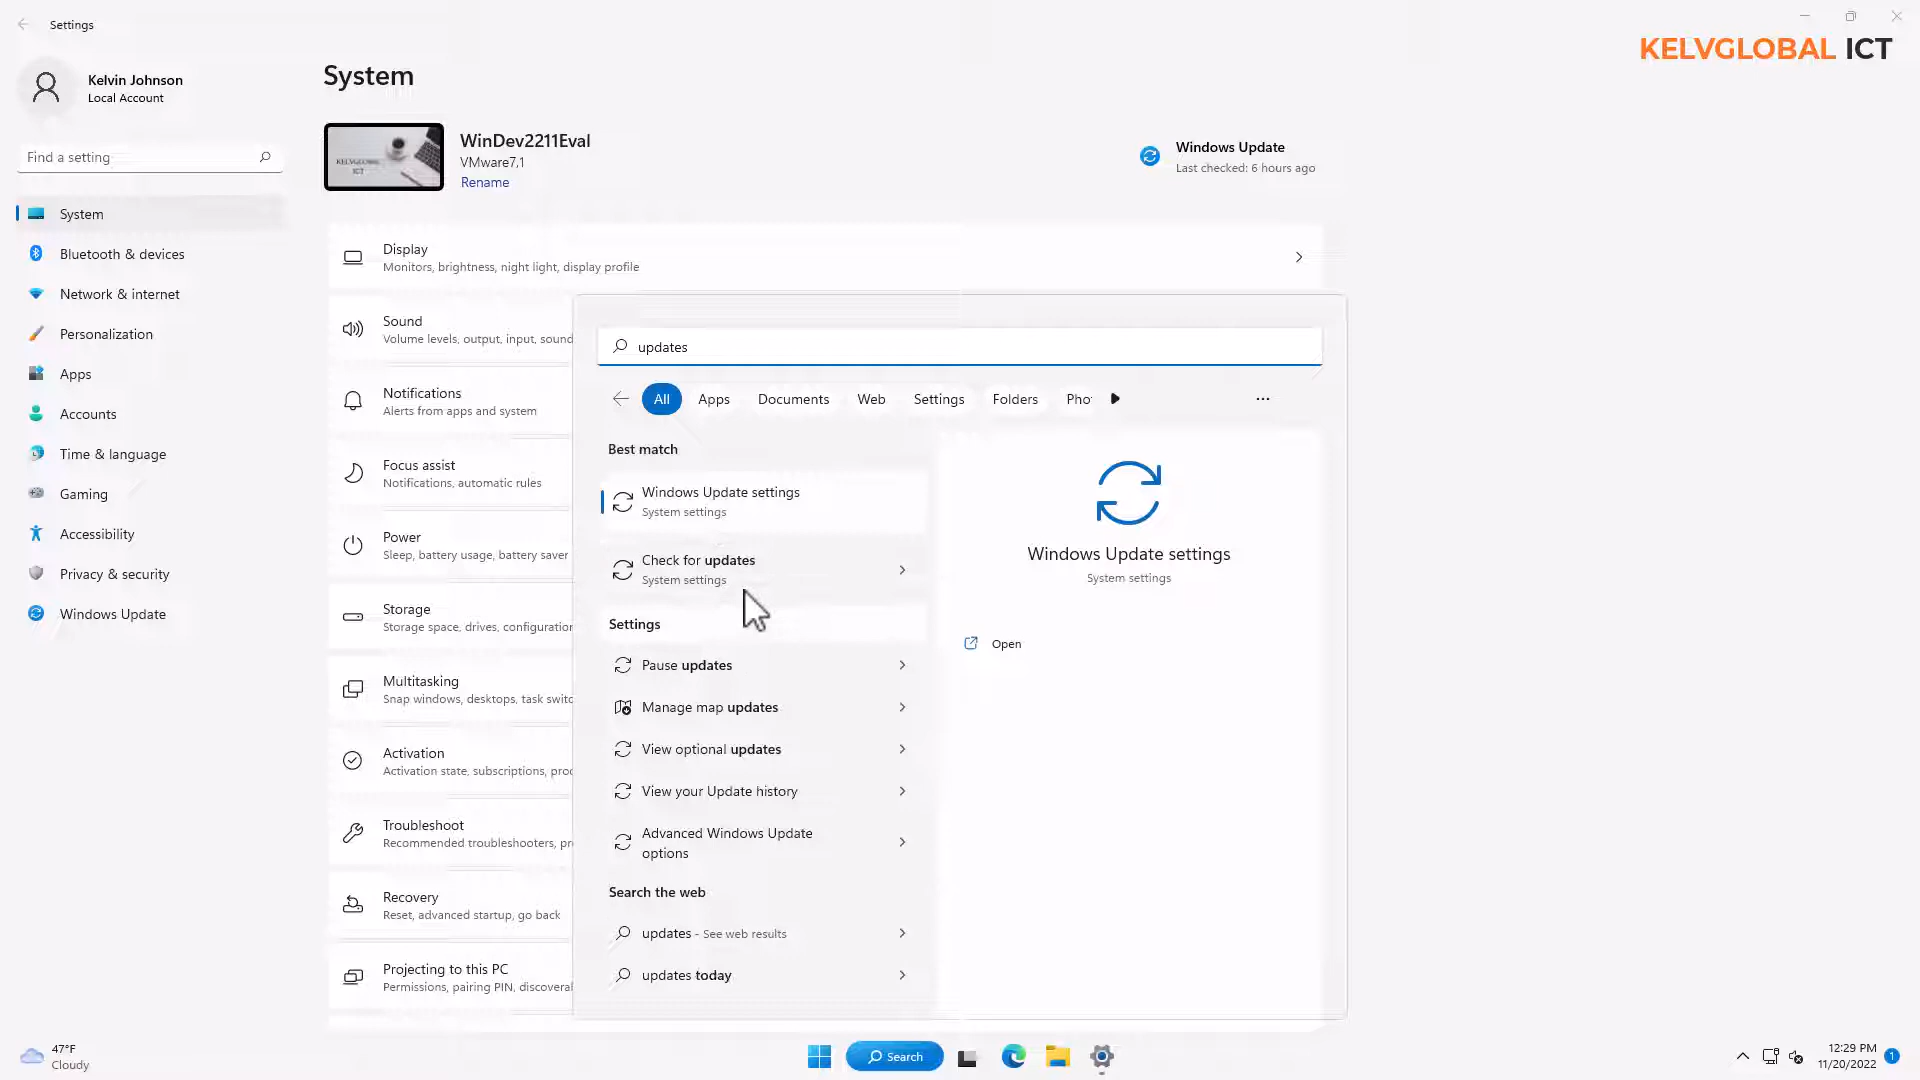 Settings
KELVGLOBAL ICT
Kelvin Johnson
Local Account
Find a setting
System
Bluetooth & devices
Network & internet
Personalization
Apps
Accounts
Time & language
Gaming
Accessibility
Privacy & security
Windows Update
System
KELVGLOBAL
ICT
WinDev2211Eval
VMware7,1
Rename
Windows Update
Last checked: 6 hours ago
Display
Monitors, brightness, night light, display profile
Sound
Volume levels, output, input, sound
Notifications
Alerts from apps and system
Focus assist
Notifications, automatic rules
Power
Sleep, battery usage, battery saver
Storage
Storage space, drives, configuration
Multitasking
Snap windows, desktops, task switc
Activation
Activation state, subscriptions, prod
Troubleshoot
Recommended troubleshooters, pr
Recovery
Reset, advanced startup, go back
Projecting to this PC
Permissions, pairing PIN, discoveral
updates
All Apps Documents Web Settings Folders Pho ...
Best match
Windows Update settings
System settings
Check for updates
System settings
Settings
Pause updates
Manage map updates
View optional updates
View your Update history
Advanced Windows Update
options
Search the web
updates - See web results
updates today
Windows Update settings
System settings
Open
47°F
Cloudy
Search
12:29 PM
11/20/2022
1